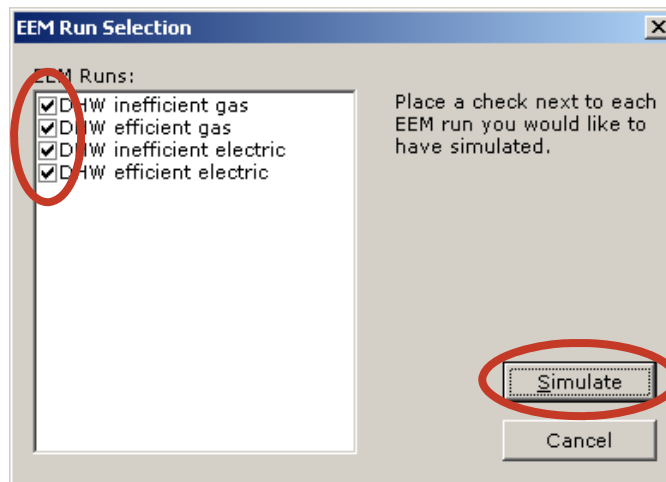 EEM Run Selection
EEM Runs:
DHW inefficient gas
DHW efficient gas
DHW inefficient electric
DHW efficient electric
Place a check next to each
EEM run you would like to
have simulated.
Simulate
Cancel